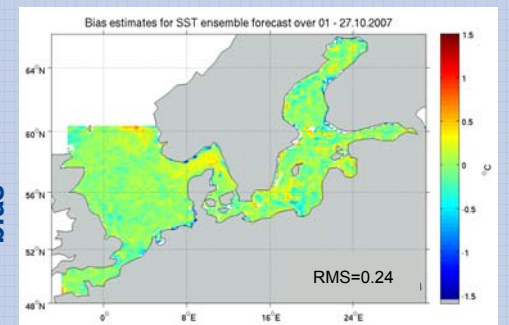 Bias estimates for SST ensemble forecast over 01 - 27.10.2007
bias
64°N
60°N
56°N
52°N
48°N
0°
8°E
16°E
24°E
RMS=0.24
1.5
1
0.5
0
-0.5
-1
-1.5
°C